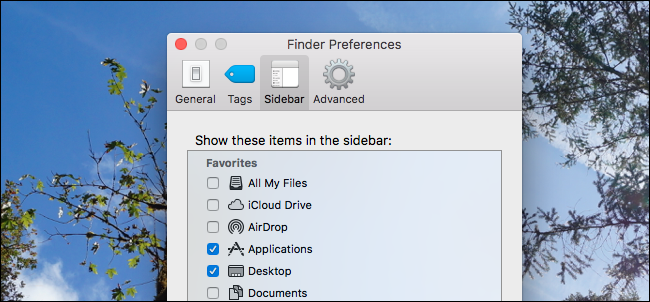 Finder Preferences
General Tags Sidebar Advanced
Show these items in the sidebar:
Favorites
All My Files
iCloud Drive
AirDrop
Applications
Desktop
Documents